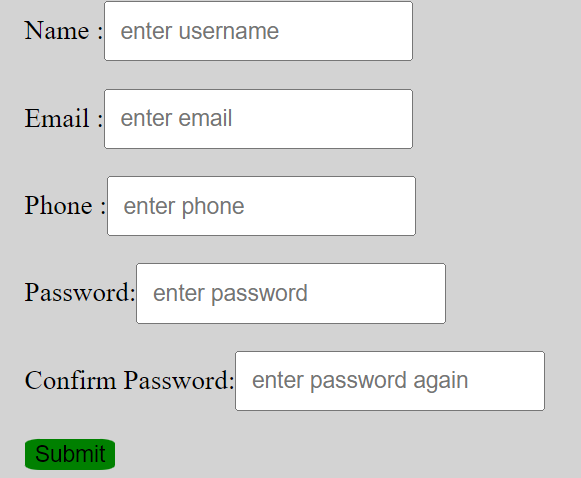 Name : enter username
Email : enter email
Phone : enter phone
Password: enter password
Confirm Password: enter password again
Submit